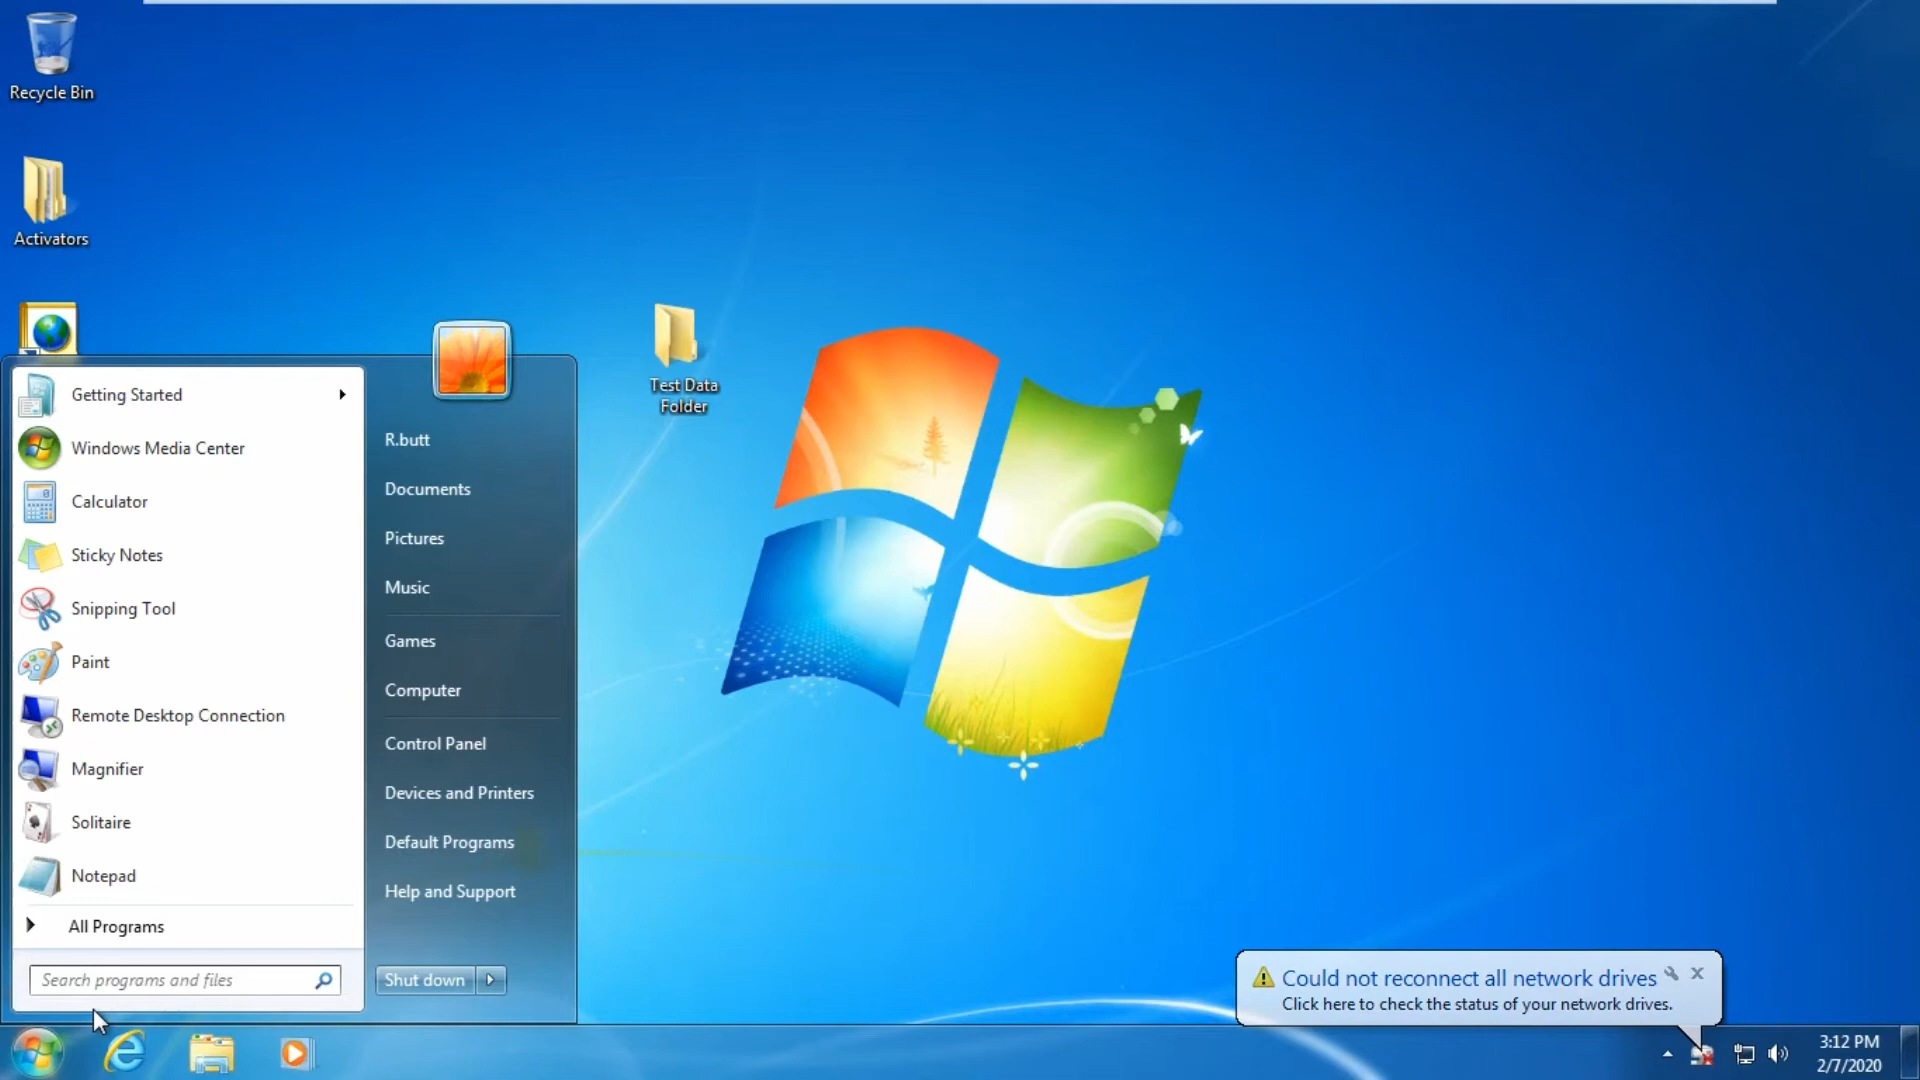 Recycle Bin
Activators
Test Data
Folder
Getting Started
Windows Media Center
Calculator
Sticky Notes
Snipping Tool
Paint
Remote Desktop Connection
Magnifier
Solitaire
Notepad
All Programs
Search programs and files
R.butt
Documents
Pictures
Music
Games
Computer
Control Panel
Devices and Printers
Default Programs
Help and Support
Shut down
Could not reconnect all network drives
Click here to check the status of your network drives.
3:12 PM
2/7/2020